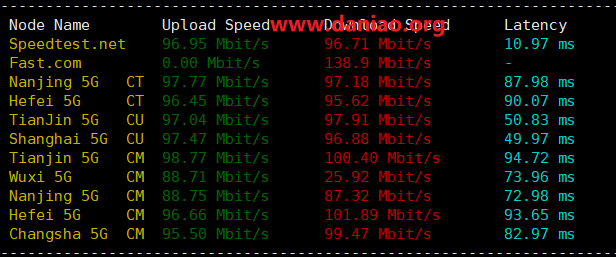 --------------------------------------------------------------------
Node Name Upload Speed Download Speed Latency
www.daniao.org
Speedtest.net 96.95 Mbit/s 96.71 Mbit/s 10.97 ms
Fast.com 0.00 Mbit/s 138.9 Mbit/s -
Nanjing 5G CT 97.77 Mbit/s 97.18 Mbit/s 87.98 ms
Hefei 5G CT 96.45 Mbit/s 95.62 Mbit/s 90.07 ms
TianJin 5G CU 97.04 Mbit/s 97.91 Mbit/s 50.83 ms
Shanghai 5G CU 97.47 Mbit/s 96.88 Mbit/s 49.97 ms
Tianjin 5G CM 98.77 Mbit/s 100.40 Mbit/s 94.72 ms
Wuxi 5G CM 88.71 Mbit/s 25.92 Mbit/s 73.96 ms
Nanjing 5G CM 88.75 Mbit/s 87.32 Mbit/s 72.98 ms
Hefei 5G CM 96.66 Mbit/s 101.89 Mbit/s 93.65 ms
Changsha 5G CM 95.50 Mbit/s 99.47 Mbit/s 82.97 ms
--------------------------------------------------------------------